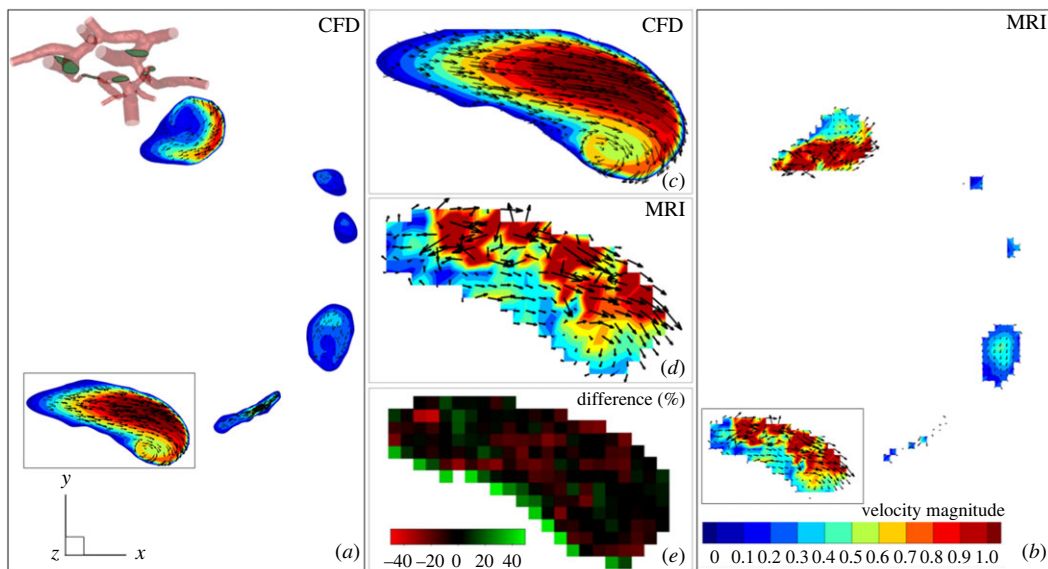 CFD
y
z
x
(a)
CFD
(c)
MRI
(d)
difference (%)
−40 −20 0 20 40
(e)
MRI
velocity magnitude
0 0.1 0.2 0.3 0.4 0.5 0.6 0.7 0.8 0.9 1.0
(b)